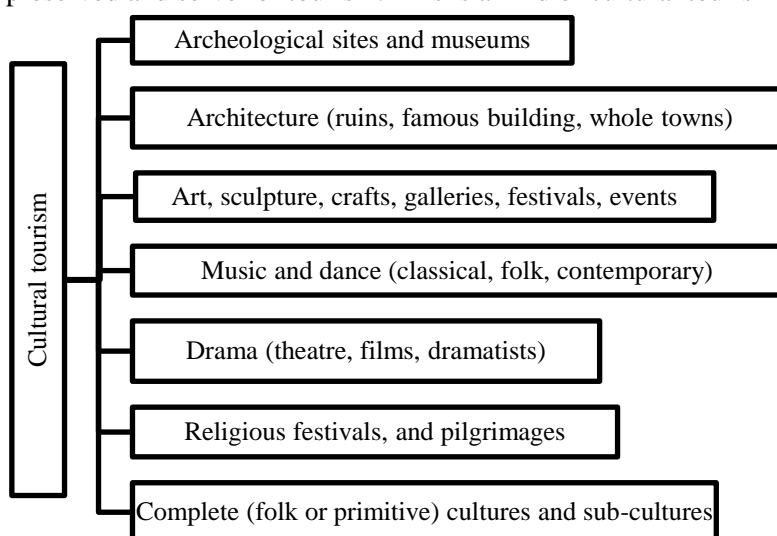 Archeological sites and museums
Architecture (ruins, famous building, whole towns)
Art, sculpture, crafts, galleries, festivals, events
Cultural tourism
Music and dance (classical, folk, contemporary)
Drama (theatre, films, dramatists)
Religious festivals, and pilgrimages
Complete (folk or primitive) cultures and sub-cultures